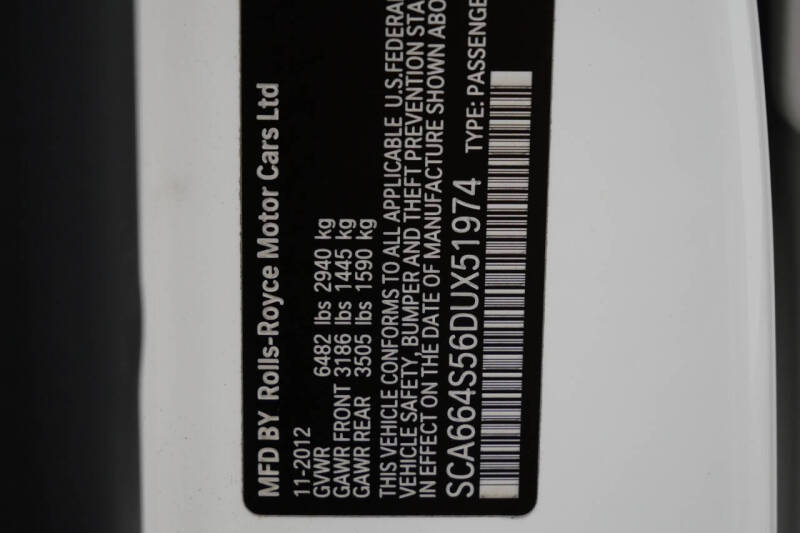 MFD BY Rolls-Royce Motor Cars Ltd
11-2012
GVWR 6482 lbs 2940 kg
GAWR FRONT 3186 lbs 1445 kg
GAWR REAR 3505 lbs 1590 kg
THIS VEHICLE CONFORMS TO ALL APPLICABLE U.S.FEDERA
VEHICLE SAFETY, BUMPER AND THEFT PREVENTION STA
IN EFFECT ON THE DATE OF MANUFACTURE SHOWN ABO
SCA664S56DUX51974 TYPE: PASSENGE